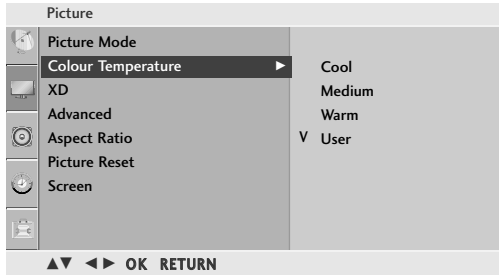 Picture
Picture Mode
Colour Temperature ►
XD
Advanced
Aspect Ratio
Picture Reset
Screen
Cool
Medium
Warm
V User
▲▼ ◄► OK RETURN